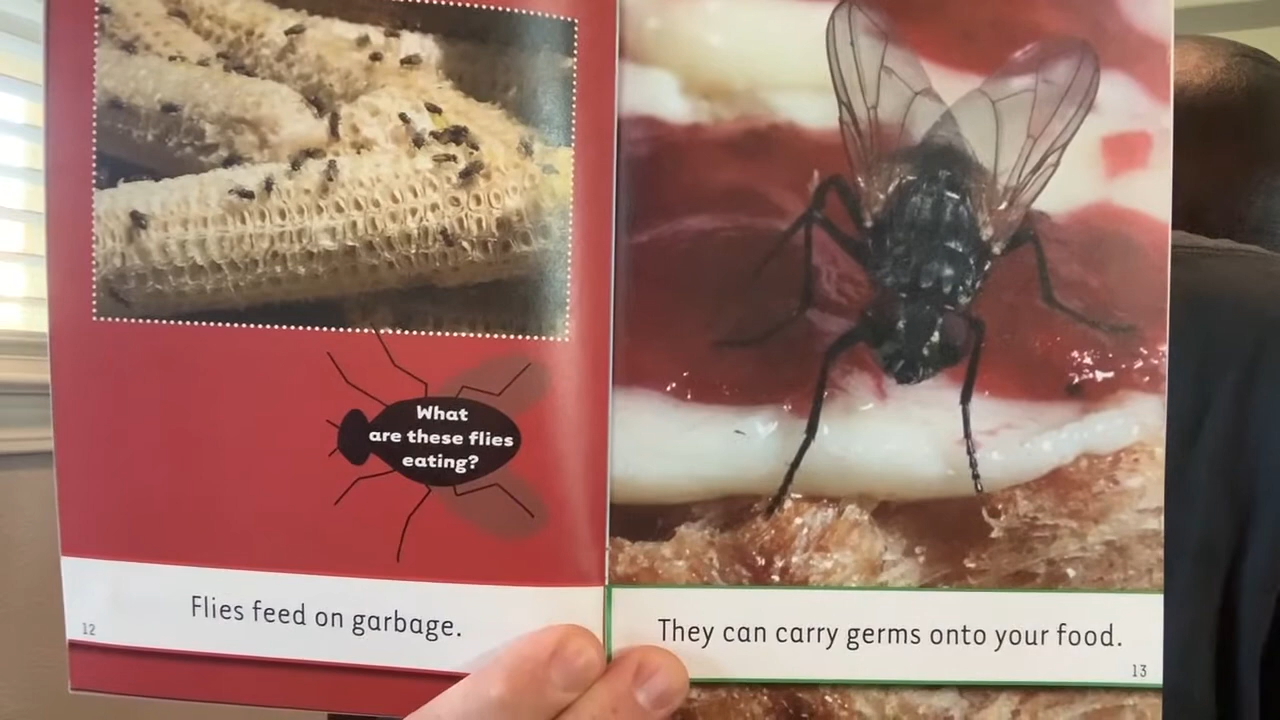 What
are these flies
eating?
Flies feed on garbage.
12
They can carry germs onto your food.
13